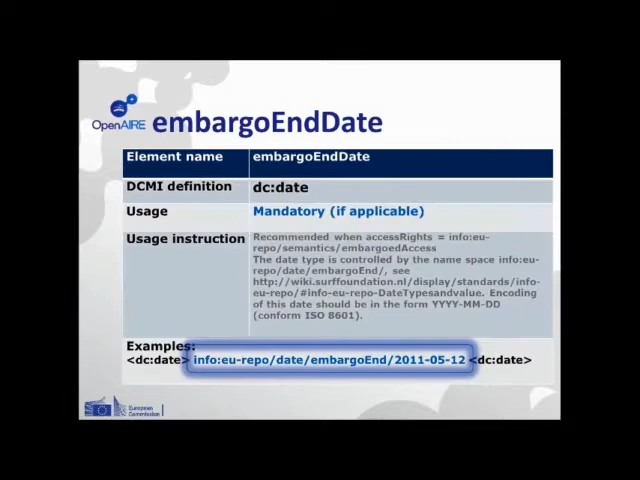 OpenAIRE embargoEndDate
Element name embargoEndDate
DCMI definition dc:date
Usage Mandatory (if applicable)
Usage instruction Recommended when accessRights = info:eu-
repo/semantics/embargoedAccess
The date type is controlled by the name space info:eu-
repo/date/embargoEnd/, see
http://wiki.surffoundation.nl/display/standards/info-
eu-repo/#info-eu-repo-DateTypesandvalue. Encoding
of this date should be in the form YYYY-MM-DD
(conform ISO 8601).
Examples:
<dc:date> info:eu-repo/date/embargoEnd/2011-05-12 <dc:date>
European
Commission